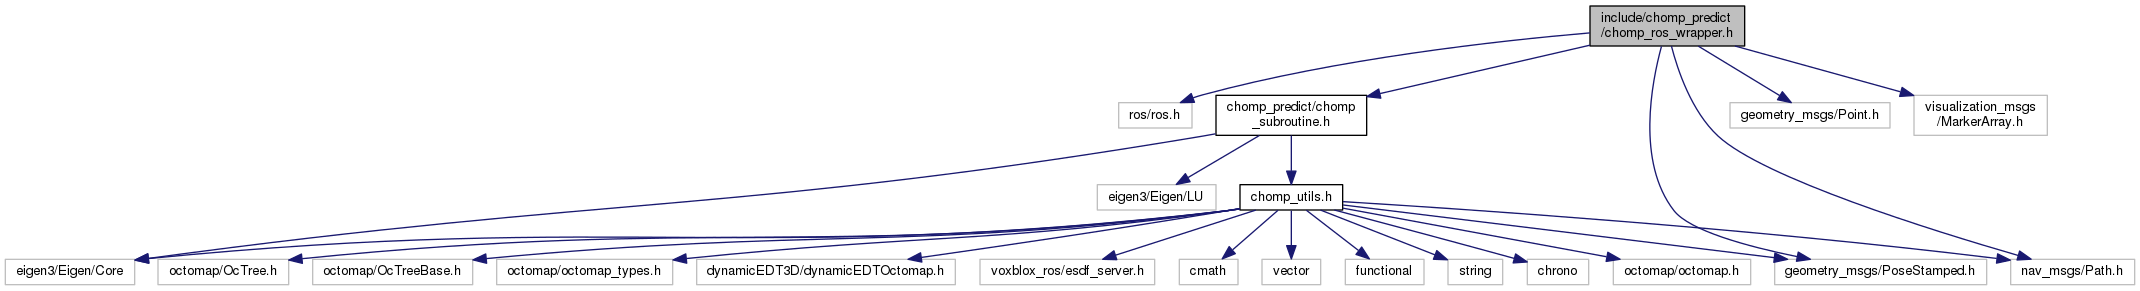 include/chomp_predict
/chomp_ros_wrapper.h
ros/ros.h
chomp_predict/chomp
_subroutine.h
geometry_msgs/Point.h
visualization_msgs
/MarkerArray.h
eigen3/Eigen/LU
chomp_utils.h
eigen3/Eigen/Core
octomap/OcTree.h
octomap/OcTreeBase.h
octomap/octomap_types.h
dynamicEDT3D/dynamicEDTOctomap.h
voxblox_ros/esdf_server.h
cmath
vector
functional
string
chrono
octomap/octomap.h
geometry_msgs/PoseStamped.h
nav_msgs/Path.h